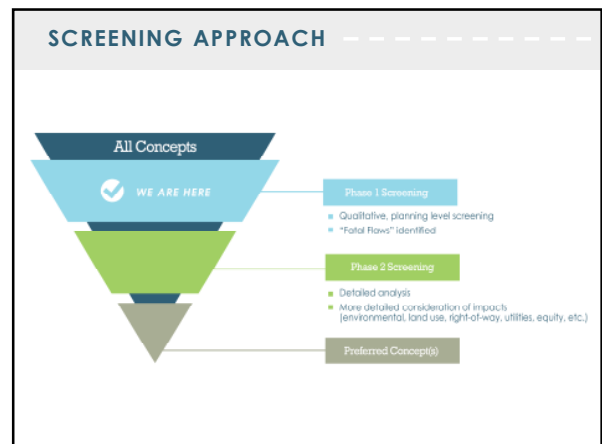 SCREENING APPROACH
All Concepts
WE ARE HERE
Phase 1 Screening
Qualitative, planning level screening
"Fatal Flaws" identified
Phase 2 Screening
Detailed analysis
More detailed consideration of impacts
(environmental, land use, right-of-way, utilities, equity, etc.)
Preferred Concept(s)